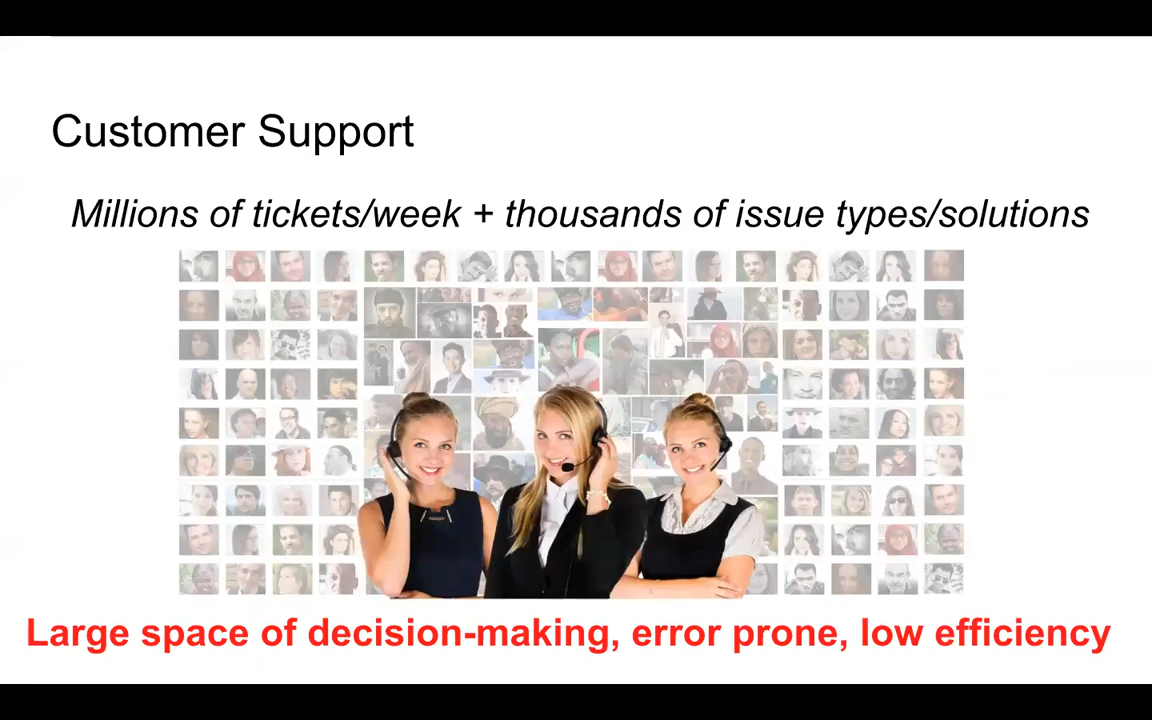 Customer Support
Millions of tickets/week + thousands of issue types/solutions
Large space of decision-making, error prone, low efficiency